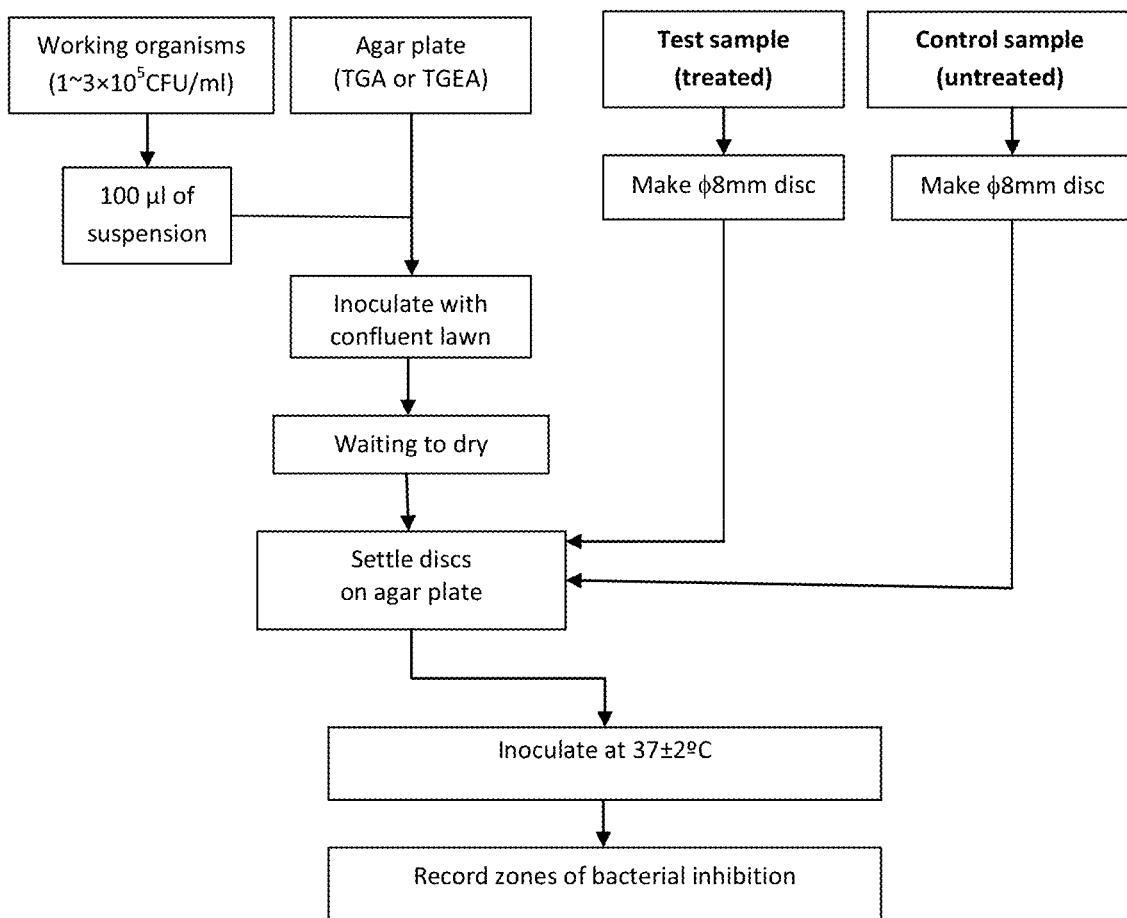 Working organisms
(1~3×10⁵CFU/ml)
Agar plate
(TGA or TGEA)
Test sample
(treated)
Control sample
(untreated)
100 µl of
suspension
Make ϕ8mm disc
Make ϕ8mm disc
Inoculate with
confluent lawn
Waiting to dry
Settle discs
on agar plate
Inoculate at 37±2ºC
Record zones of bacterial inhibition